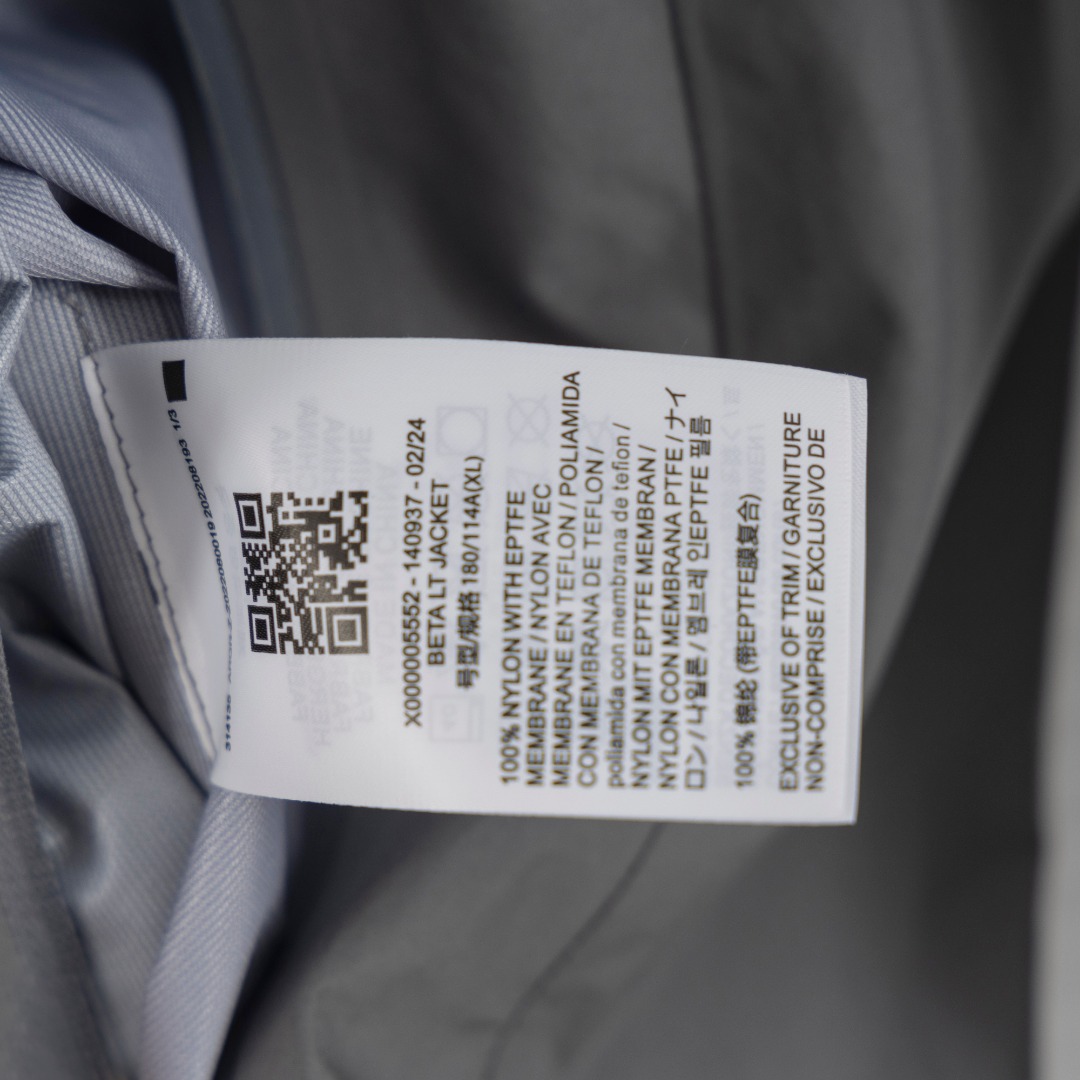 1/3
X000005552 - 140937 - 02/24
BETA LT JACKET
号型/规格 180/114A(XL)
100% NYLON WITH EPTFE
MEMBRANE / NYLON AVEC
MEMBRANE EN TEFLON / POLIAMIDA
CON MEMBRANA DE TEFLON /
poliamida con membrana de teflon /
NYLON MIT EPTFE MEMBRAN /
NYLON CON MEMBRANA PTFE / ナイ
ロン / 나일론 / 멤브레인EPTFE 필름
100% 锦纶 (带EPTFE膜复合)
EXCLUSIVE OF TRIM / GARNITURE
NON-COMPRISE / EXCLUSIVO DE